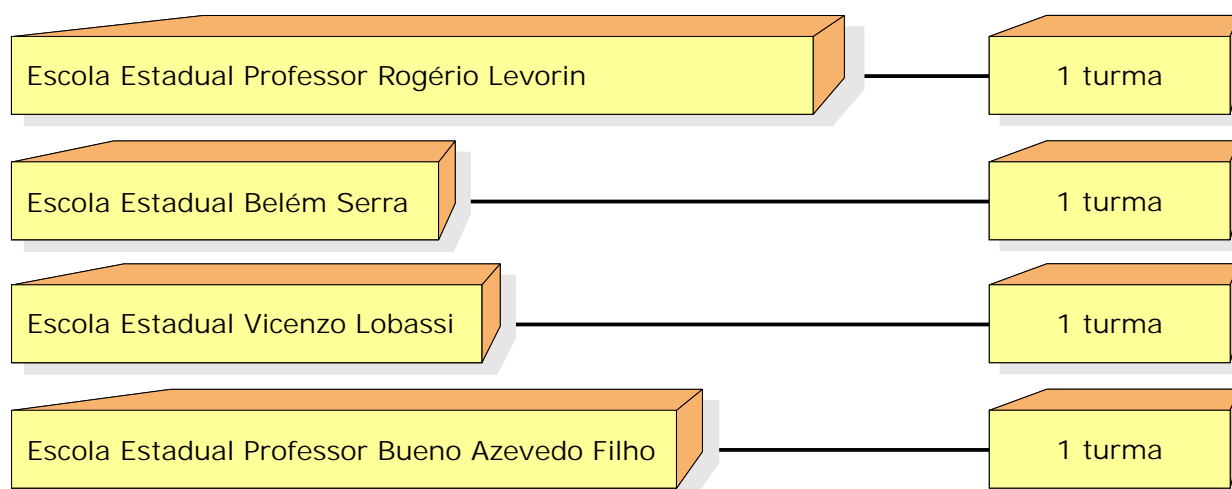 Escola Estadual Professor Rogério Levorin 1 turma
Escola Estadual Belém Serra 1 turma
Escola Estadual Vicenzo Lobassi 1 turma
Escola Estadual Professor Bueno Azevedo Filho 1 turma